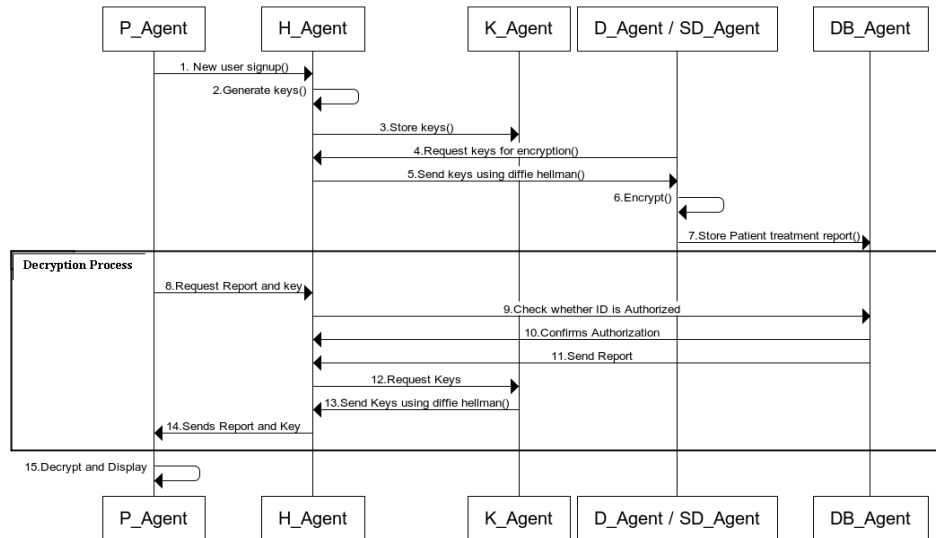 P_Agent
H_Agent
K_Agent
D_Agent / SD_Agent
DB_Agent
1. New user signup()
2.Generate keys()
3.Store keys()
4.Request keys for encryption()
5.Send keys using diffie hellman()
6.Encrypt()
7.Store Patient treatment report()
Decryption Process
8.Request Report and key
9.Check whether ID is Authorized
10.Confirms Authorization
11.Send Report
12.Request Keys
13.Send Keys using diffie hellman()
14.Sends Report and Key
15.Decrypt and Display
P_Agent
H_Agent
K_Agent
D_Agent / SD_Agent
DB_Agent